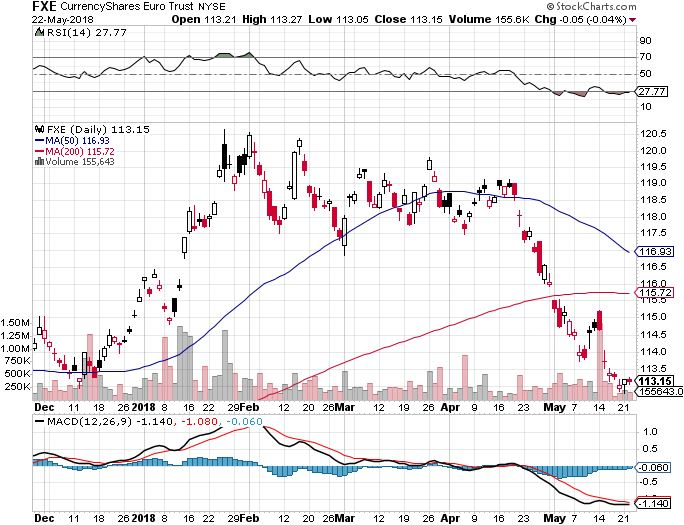 FXE CurrencyShares Euro Trust NYSE © StockCharts.com
22-May-2018 Open 113.21 High 113.27 Low 113.05 Close 113.15 Volume 155.6K Chg -0.05 (-0.04%)
RSI(14) 27.77
90
70
50
30
27.77
10
FXE (Daily) 113.15
MA(50) 116.93
MA(200) 115.72
Volume 155,643
120.5
120.0
119.5
119.0
118.5
118.0
117.5
116.93
116.5
116.0
115.72
115.5
115.0
114.5
114.0
113.5
113.15
155643.0
1.50M
1.25M
1.00M
750K
500K
250K
Dec 11 18 26 2018 8 16 22 29 Feb 12 20 26 Mar 12 19 26 Apr 9 16 23 May 7 14 21
MACD(12,26,9) -1.140, -1.080, -0.060
1.0
0.5
-0.060
-0.5
-1.140
Dec 11 18 26 2018 8 16 22 29 Feb 12 20 26 Mar 12 19 26 Apr 9 16 23 May 7 14 21